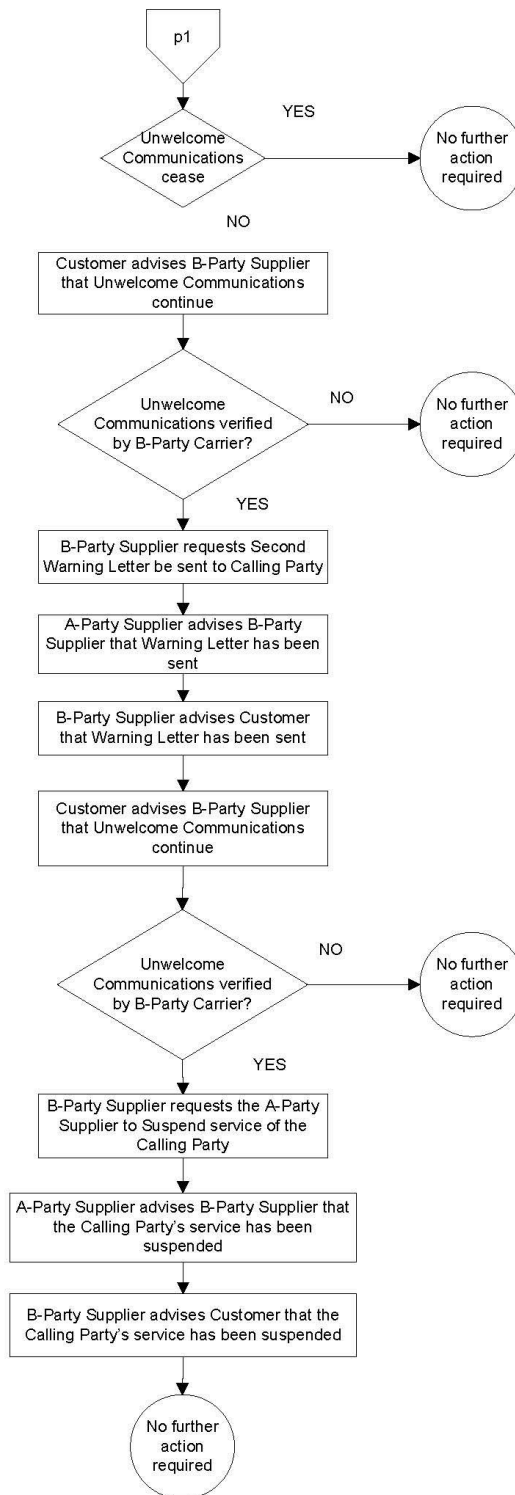 p1
YES
Unwelcome
Communications
cease
No further
action
required
NO
Customer advises B-Party Supplier
that Unwelcome Communications
continue
Unwelcome
Communications verified
by B-Party Carrier?
NO
No further
action
required
YES
B-Party Supplier requests Second
Warning Letter be sent to Calling Party
A-Party Supplier advises B-Party
Supplier that Warning Letter has been
sent
B-Party Supplier advises Customer
that Warning Letter has been sent
Customer advises B-Party Supplier
that Unwelcome Communications
continue
Unwelcome
Communications verified
by B-Party Carrier?
NO
No further
action
required
YES
B-Party Supplier requests the A-Party
Supplier to Suspend service of the
Calling Party
A-Party Supplier advises B-Party Supplier that
the Calling Party's service has been
suspended
B-Party Supplier advises Customer that the
Calling Party's service has been suspended
No further
action
required